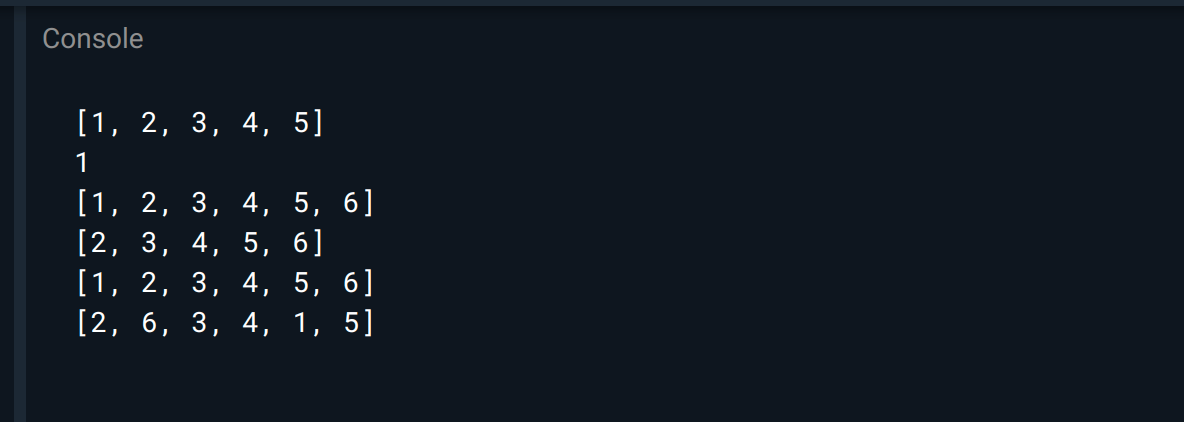 Console
[1, 2, 3, 4, 5]
1
[1, 2, 3, 4, 5, 6]
[2, 3, 4, 5, 6]
[1, 2, 3, 4, 5, 6]
[2, 6, 3, 4, 1, 5]